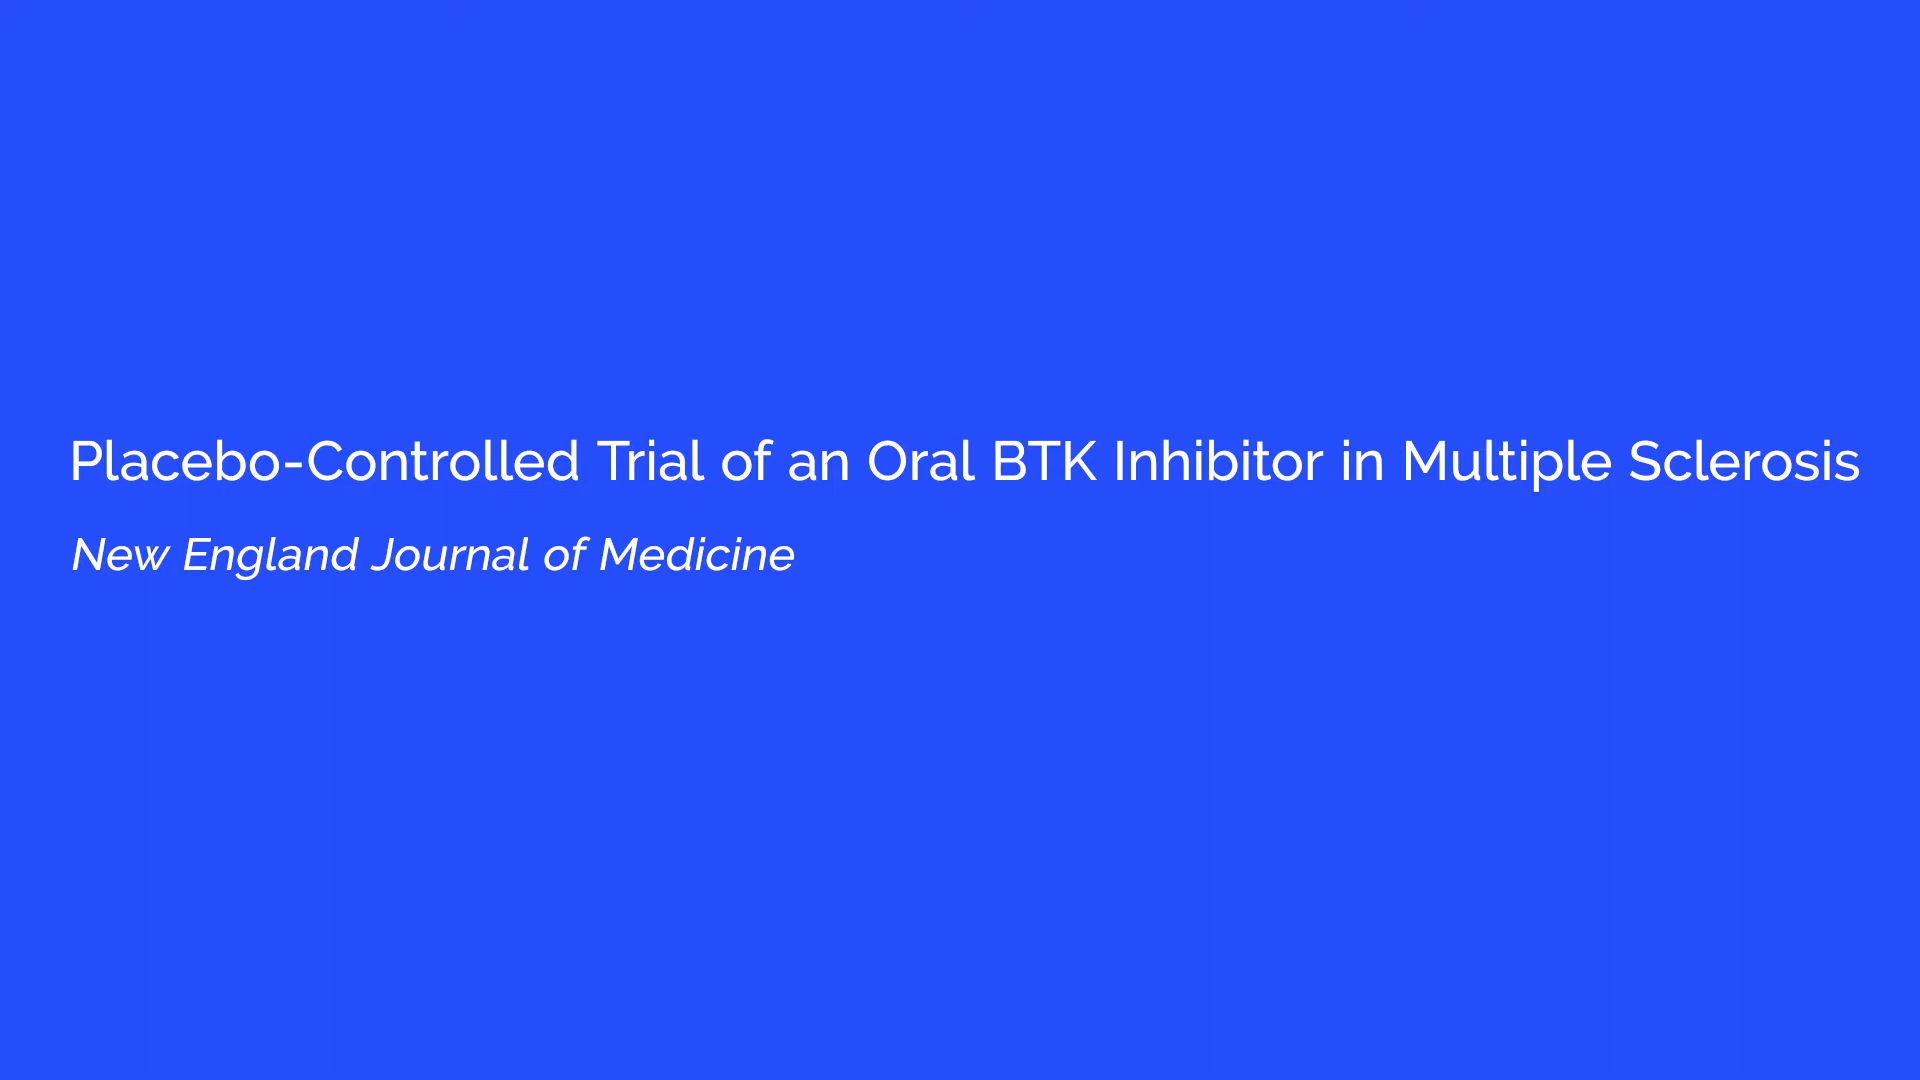 Placebo-Controlled Trial of an Oral BTK Inhibitor in Multiple Sclerosis
New England Journal of Medicine